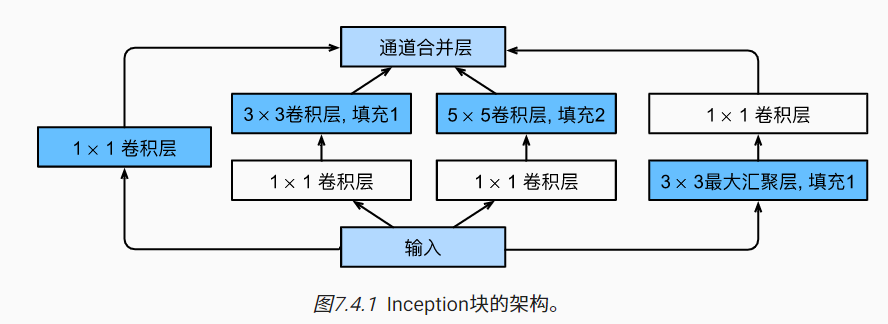 通道合并层
3 × 3卷积层, 填充1
5 × 5卷积层, 填充2
1 × 1 卷积层
1 × 1 卷积层
1 × 1 卷积层
1 × 1 卷积层
3 × 3最大汇聚层, 填充1
输入
图7.4.1 Inception块的架构。